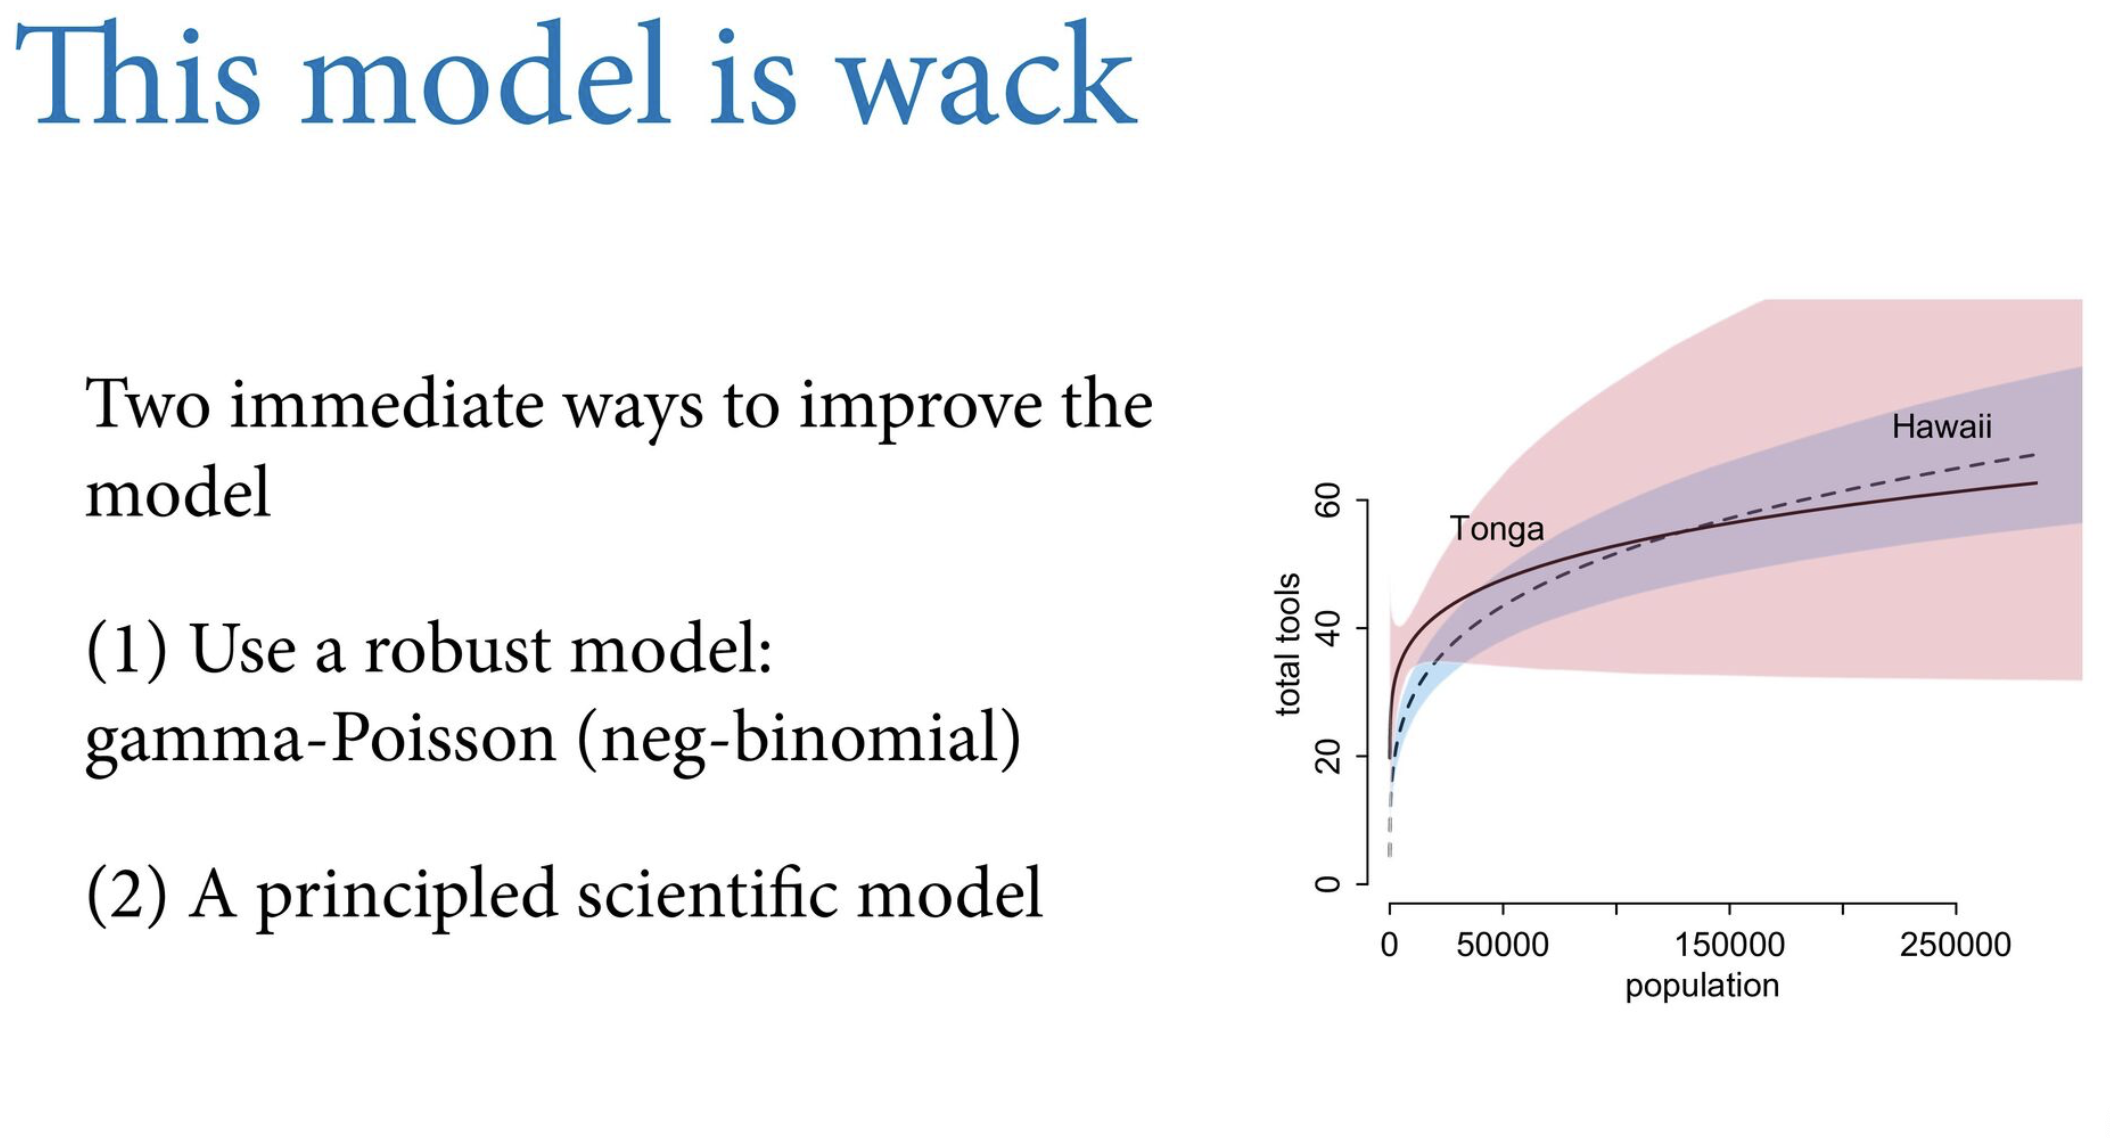 This model is wack
Two immediate ways to improve the
model
(1) Use a robust model:
gamma-Poisson (neg-binomial)
(2) A principled scientific model
Hawaii
Tonga
total tools
60
40
20
0
0 50000 150000 250000
population